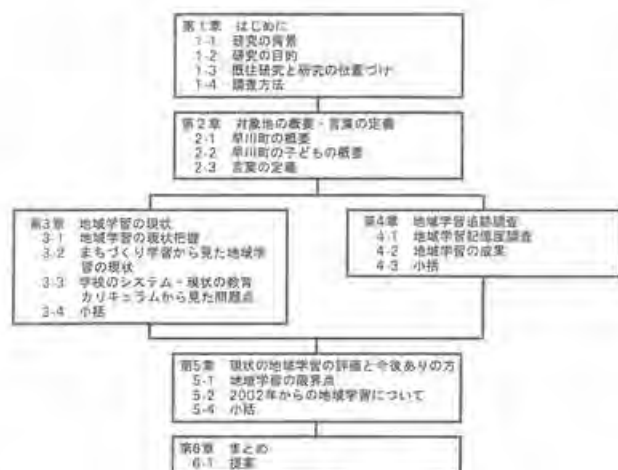 第1章　はじめに
1-1　研究の背景
1-2　研究の目的
1-3　既往研究と研究の位置づけ
1-4　調査方法
第2章　対象地の概要・言葉の定義
2-1　早川町の概要
2-2　早川町の子どもの概要
2-3　言葉の定義
第3章　地域学習の現状
3-1　地域学習の現状把握
3-2　まちづくり学習から見た地域学
習の現状
3-3　学校のシステム・現状の教育
カリキュラムから見た問題点
3-4　小括
第4章　地域学習追跡調査
4-1　地域学習記憶度調査
4-2　地域学習の成果
4-3　小括
第5章　現状の地域学習の評価と今後ありの方
5-1　地域学習の限界点
5-2　2002年からの地域学習について
5-4　小括
第6章　まとめ
6-1　提案